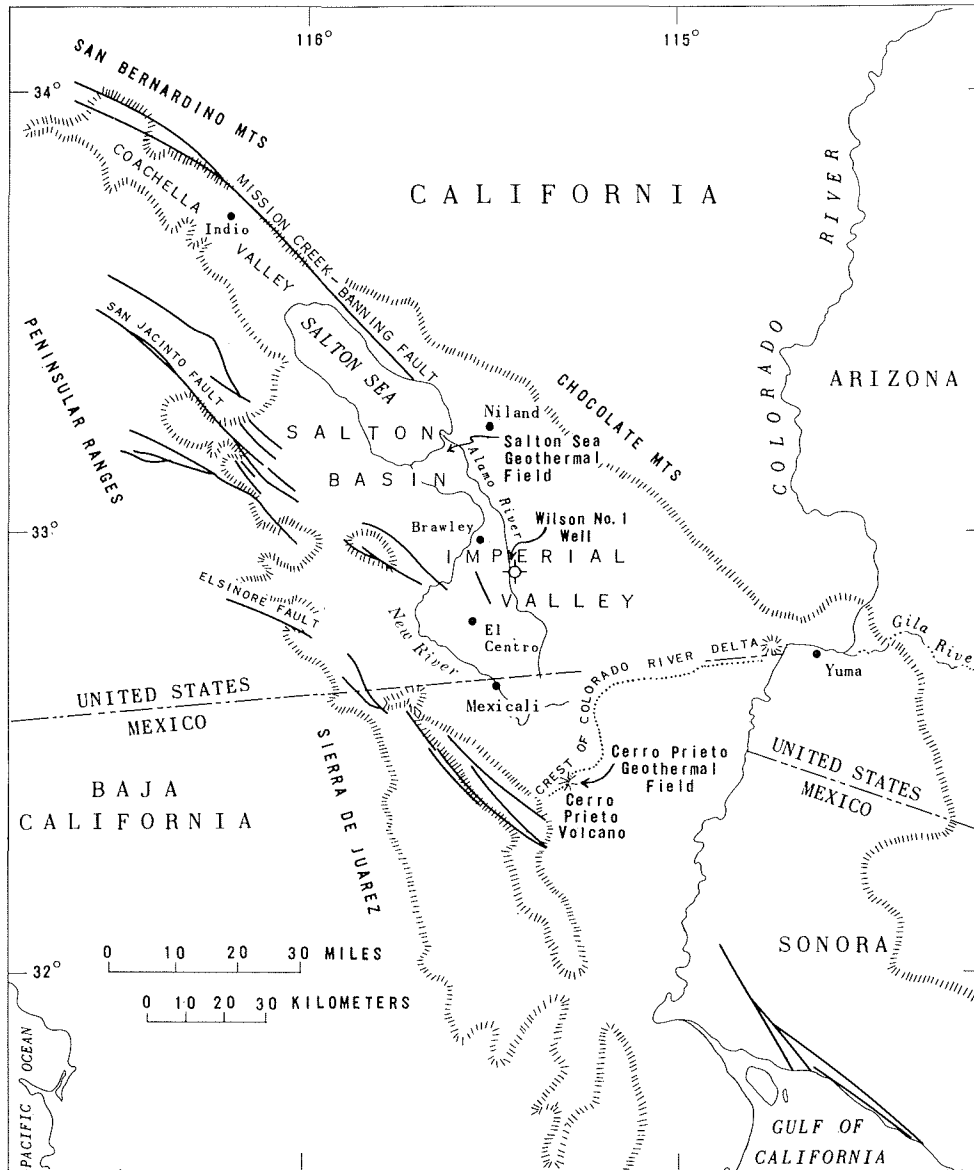 116°
115°
34°
SAN BERNARDINO MTS
COACHELLA
VALLEY
Indio
MISSION CREEK-BANNING FAULT
CALIFORNIA
COLORADO RIVER
ARIZONA
SAN JACINTO FAULT
PENINSULAR RANGES
SALTON SEA
CHOCOLATE MTS
Niland
SALTON
BASIN
Salton Sea
Geothermal
Field
Alamo River
33°
Brawley
Wilson No.1
Well
IMPERIAL
VALLEY
ELSINORE FAULT
New River
El
Centro
Gila River
Yuma
CREST OF COLORADO RIVER DELTA
UNITED STATES
MEXICO
Mexicali
UNITED STATES
MEXICO
BAJA
CALIFORNIA
SIERRA DE JUAREZ
Cerro Prieto
Geothermal
Field
Cerro
Prieto
Volcano
SONORA
0 10 20 30 MILES
32°
0 10 20 30 KILOMETERS
PACIFIC OCEAN
GULF OF
CALIFORNIA